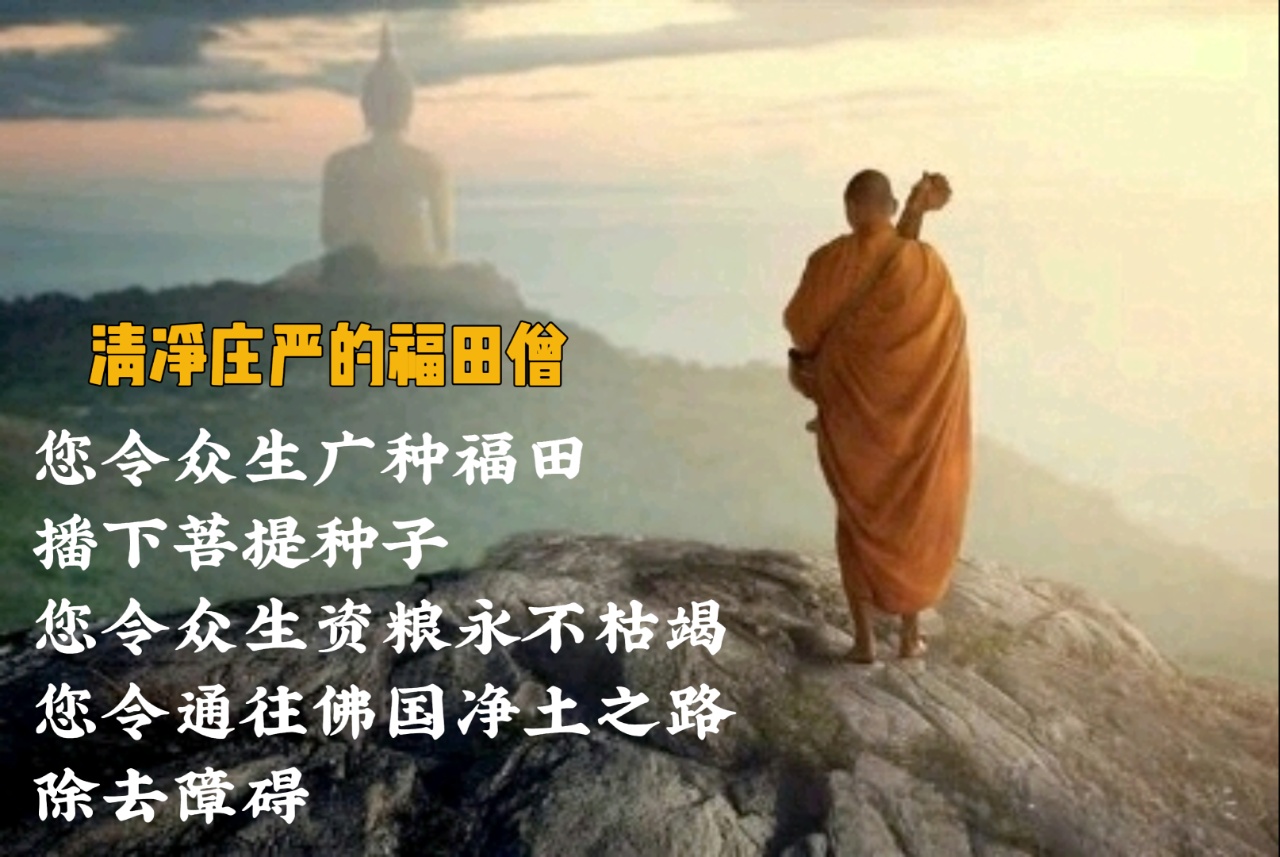 清凈庄严的福田僧
您令众生广种福田
播下菩提种子
您令众生资粮永不枯竭
您令通往佛国净土之路
除去障碍